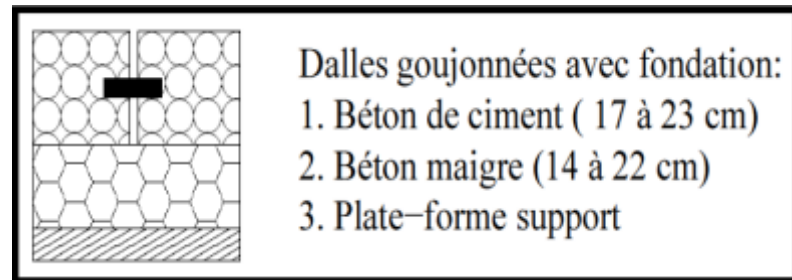 Dalles goujonnées avec fondation:
1. Béton de ciment ( 17 à 23 cm)
2. Béton maigre (14 à 22 cm)
3. Plate-forme support